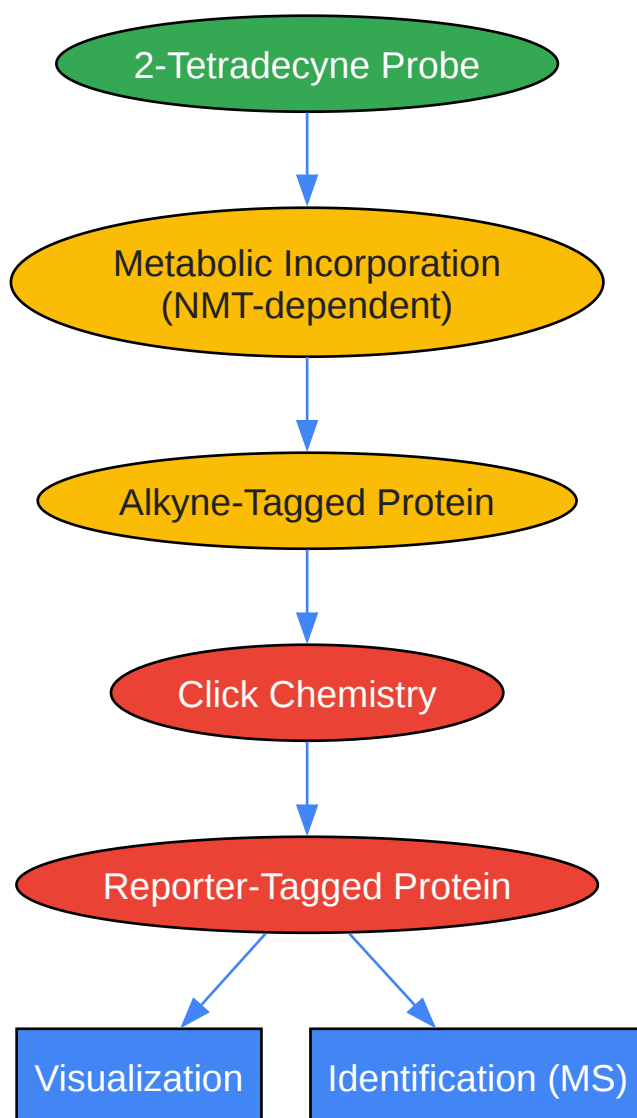 2-Tetradecyne Probe
Metabolic Incorporation
(NMT-dependent)
Alkyne-Tagged Protein
Click Chemistry
Reporter-Tagged Protein
Visualization
Identification (MS)